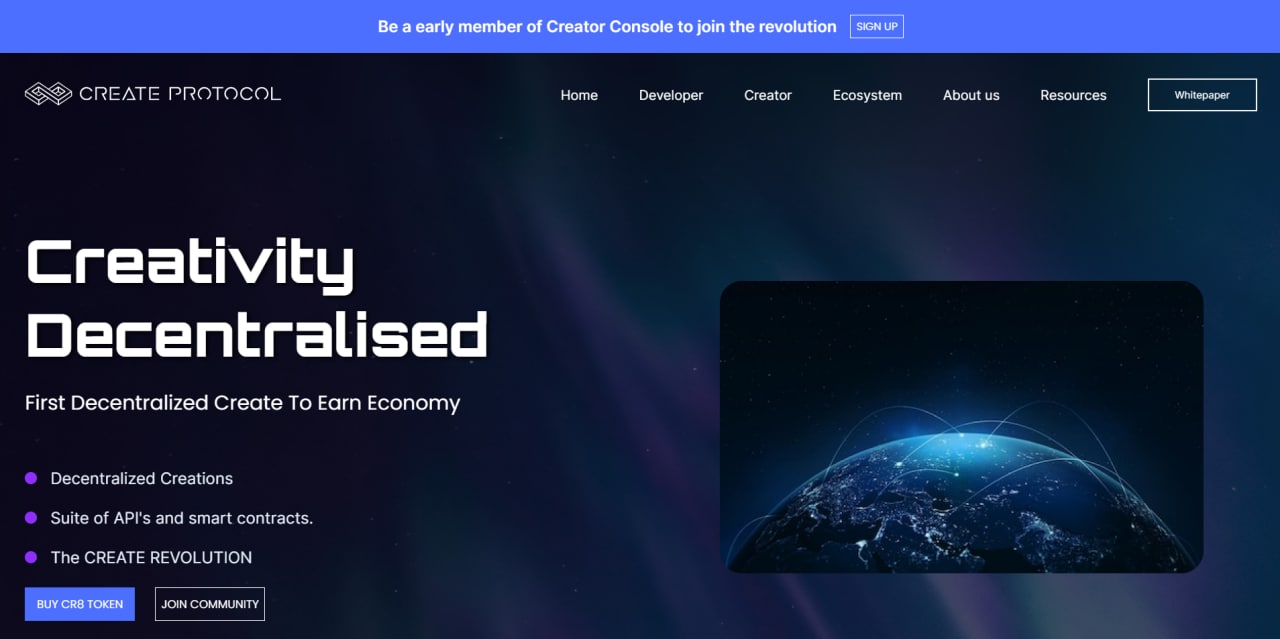 Be a early member of Creator Console to join the revolution SIGN UP
CREATE PROTOCOL
Home Developer Creator Ecosystem About us Resources Whitepaper
Creativity
Decentralised
First Decentralized Create To Earn Economy
Decentralized Creations
Suite of API's and smart contracts.
The CREATE REVOLUTION
BUY CR8 TOKEN JOIN COMMUNITY